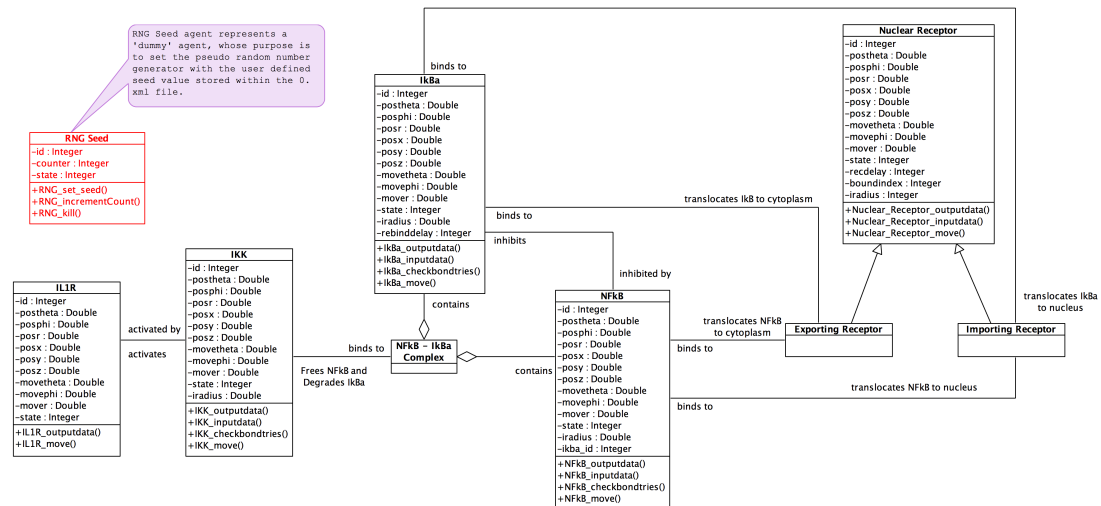 RNG Seed agent represents a
'dummy' agent, whose purpose is
to set the pseudo random number
generator with the user defined
seed value stored within the 0.
xml file.
RNG Seed
-id : Integer
-counter : Integer
-state : Integer
+RNG_set_seed()
+RNG_incrementCount()
+RNG_kill()
IL1R
-id : Integer
-postheta : Double
-posphi : Double
-posr : Double
-posx : Double
-posy : Double
-posz : Double
-movetheta : Double
-movephi : Double
-mover : Double
-state : Integer
+IL1R_outputdata()
+IL1R_move()
activated by
activates
IKK
-id : Integer
-postheta : Double
-posphi : Double
-posr : Double
-posx : Double
-posy : Double
-posz : Double
-movetheta : Double
-movephi : Double
-mover : Double
-state : Integer
-iradius : Double
+IKK_outputdata()
+IKK_inputdata()
+IKK_checkbondtries()
+IKK_move()
binds to
Frees NFkB and
Degrades IkBa
binds to
IkBa
-id : Integer
-postheta : Double
-posphi : Double
-posr : Double
-posx : Double
-posy : Double
-posz : Double
-movetheta : Double
-movephi : Double
-mover : Double
-state : Integer
-iradius : Double
-rebinddelay : Integer
+IkBa_outputdata()
+IkBa_inputdata()
+IkBa_checkbondtries()
+IkBa_move()
contains
NFkB - IkBa
Complex
contains
translocates IkB to cytoplasm
binds to
inhibits
inhibited by
NFkB
-id : Integer
-postheta : Double
-posphi : Double
-posr : Double
-posx : Double
-posy : Double
-posz : Double
-movetheta : Double
-movephi : Double
-mover : Double
-state : Integer
-iradius : Double
-ikba_id : Integer
+NFkB_outputdata()
+NFkB_inputdata()
+NFkB_checkbondtries()
+NFkB_move()
translocates NFkB
to cytoplasm
binds to
translocates NFkB to nucleus
binds to
Nuclear Receptor
-id : Integer
-postheta : Double
-posphi : Double
-posr : Double
-posx : Double
-posy : Double
-posz : Double
-movetheta : Double
-movephi : Double
-mover : Double
-state : Integer
-recdelay : Integer
-boundindex : Integer
-iradius : Integer
+Nuclear_Receptor_outputdata()
+Nuclear_Receptor_inputdata()
+Nuclear_Receptor_move()
translocates IkBa
to nucleus
Exporting Receptor
Importing Receptor